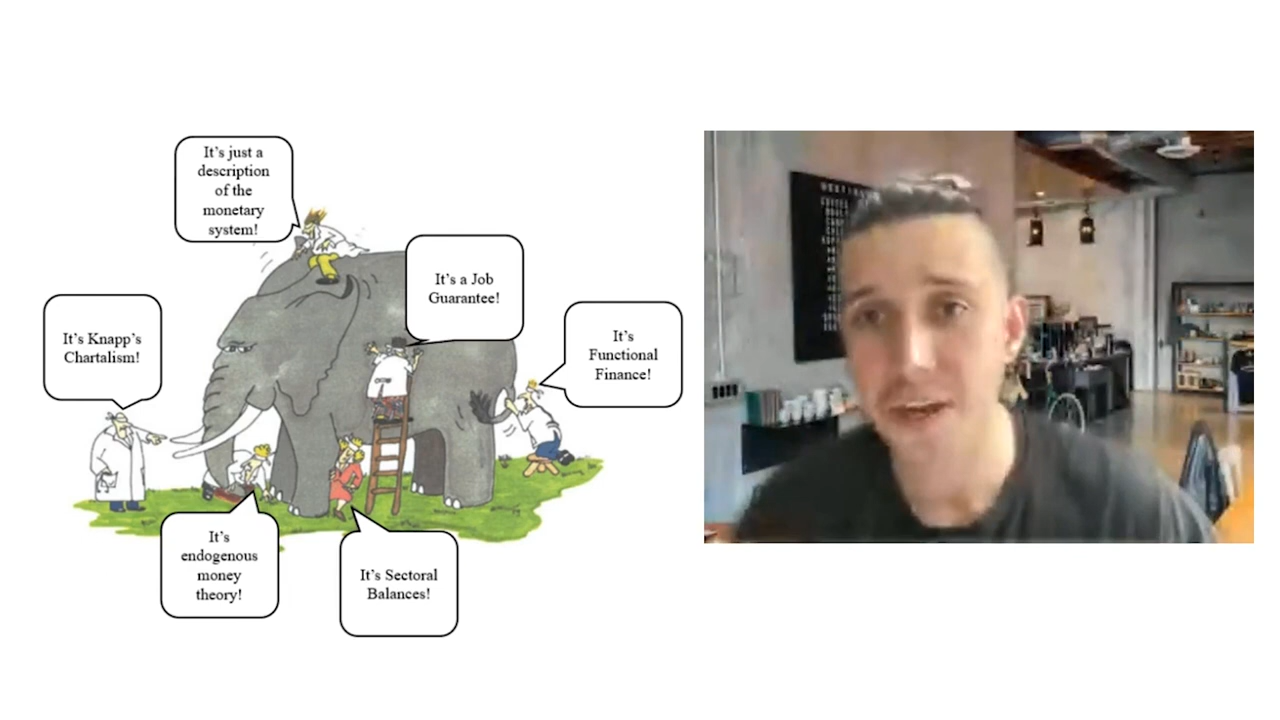 It's just a
description
of the
monetary
system!
It's a Job
Guarantee!
It's Knapp's
Chartalism!
It's
Functional
Finance!
It's
endogenous
money
theory!
It's Sectoral
Balances!